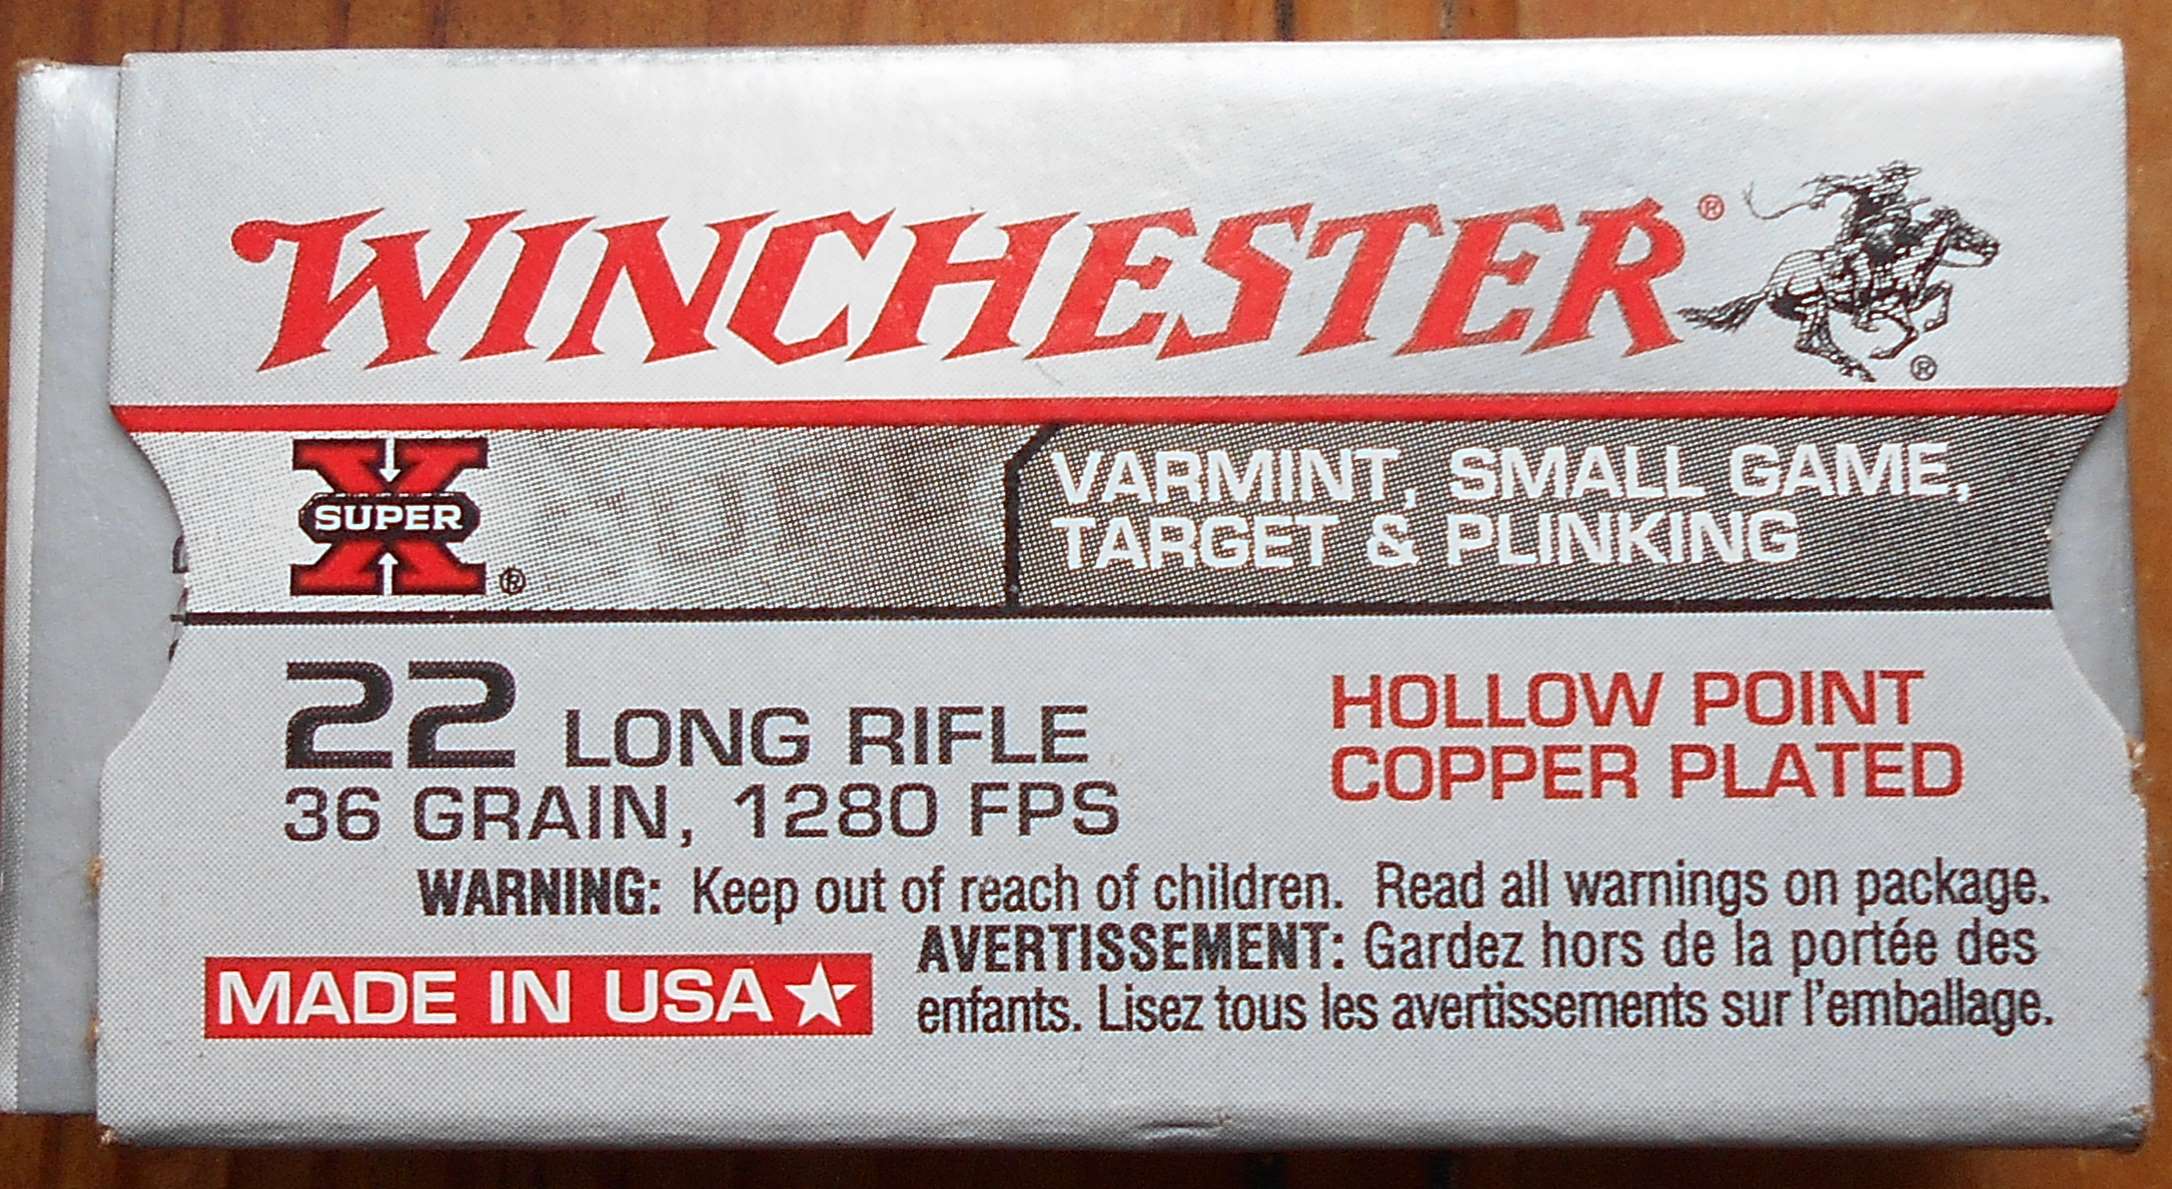 WINCHESTER®
®
X
SUPER
®
VARMINT, SMALL GAME,
TARGET & PLINKING
22 LONG RIFLE
36 GRAIN, 1280 FPS
HOLLOW POINT
COPPER PLATED
WARNING: Keep out of reach of children. Read all warnings on package.
AVERTISSEMENT: Gardez hors de la portée des
enfants. Lisez tous les avertissements sur l'emballage.
MADE IN USA